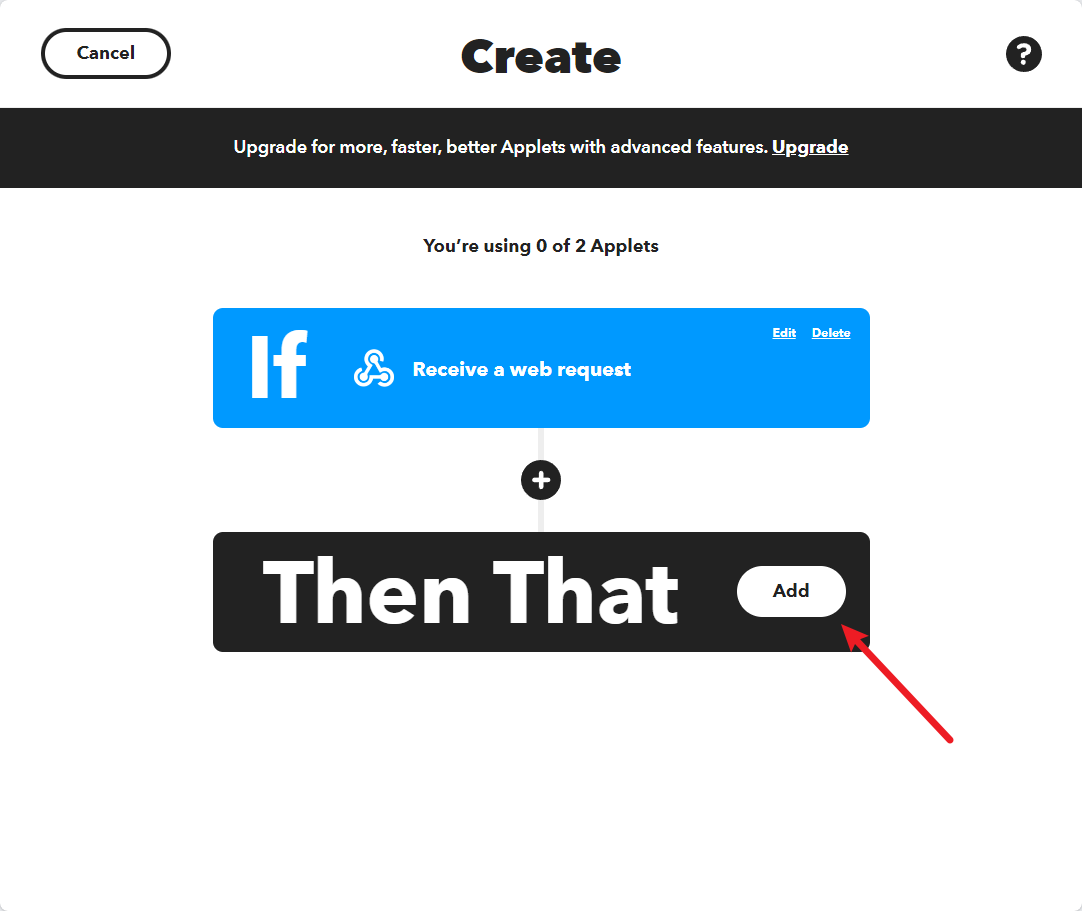 Cancel
Create
?
Upgrade for more, faster, better Applets with advanced features. Upgrade
You’re using 0 of 2 Applets
If
Receive a web request
Edit Delete
+
Then That
Add